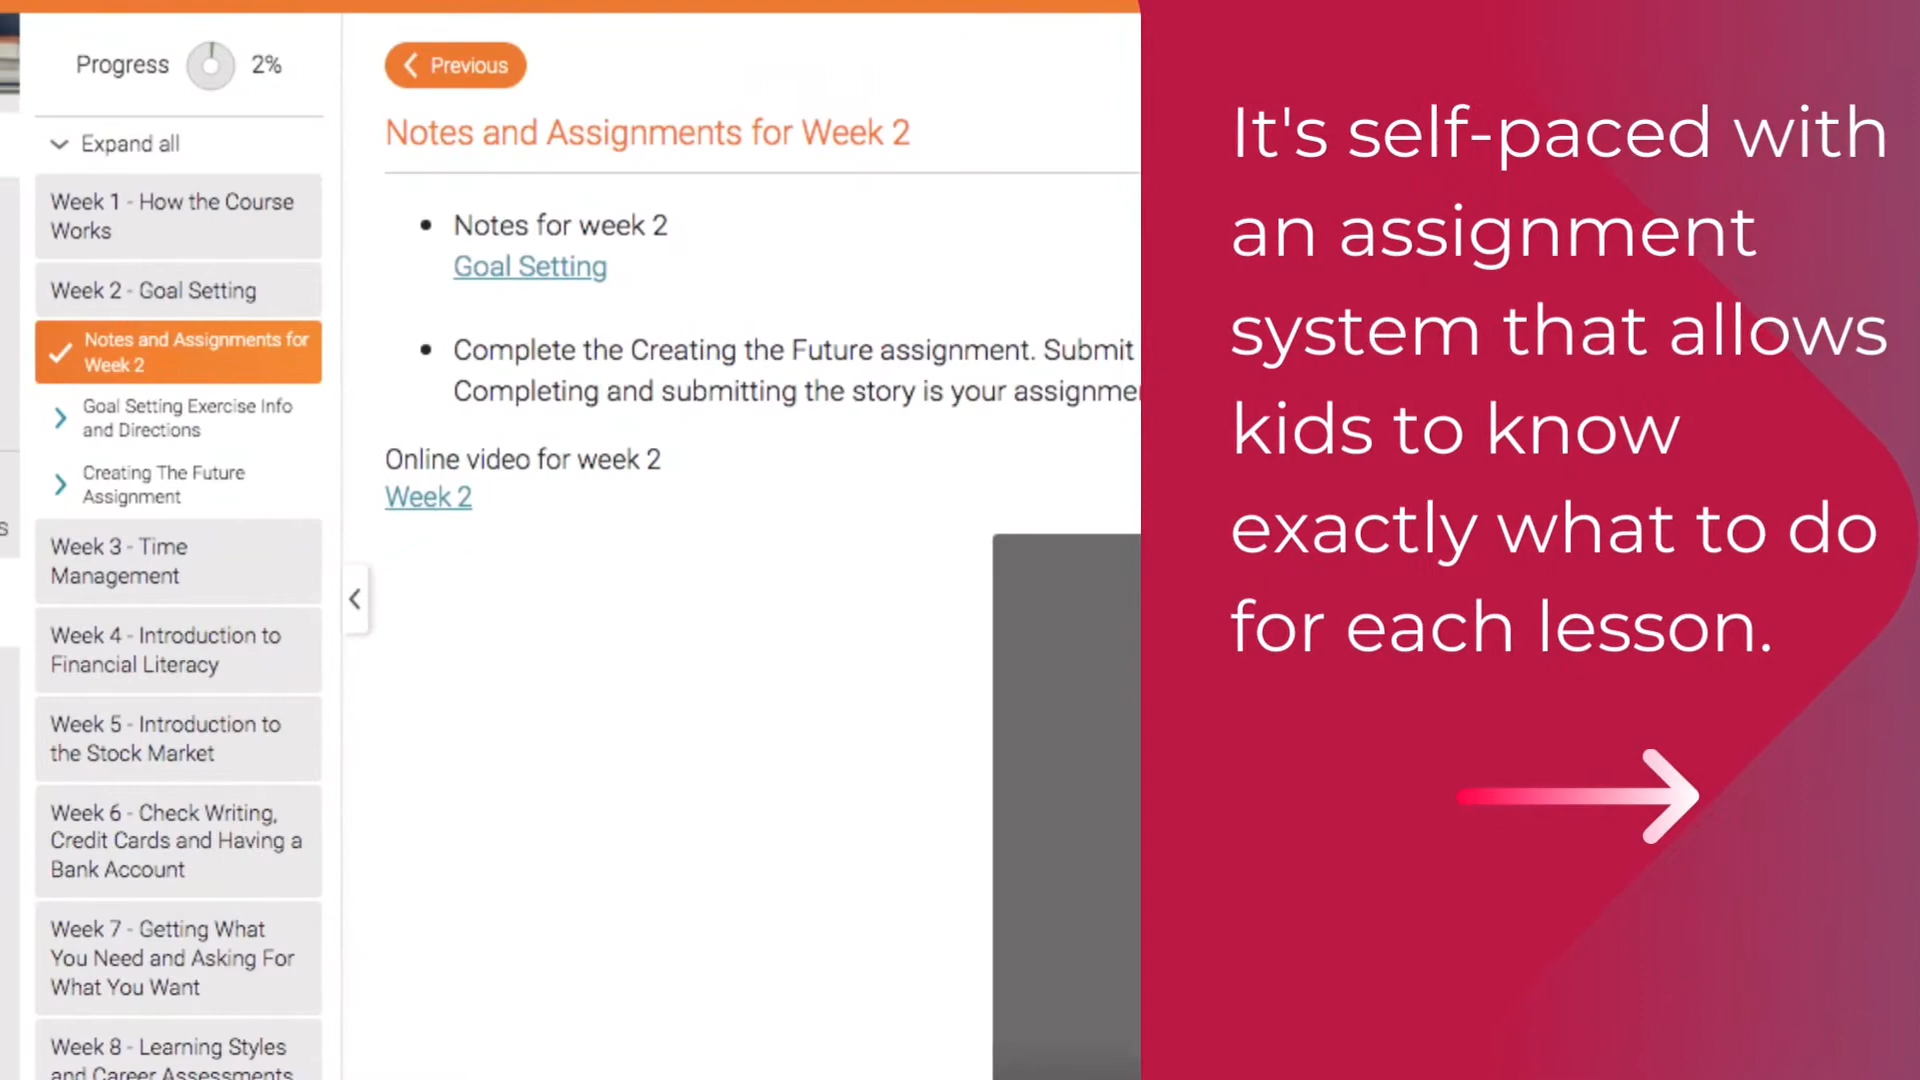 Progress 2%
Expand all
Week 1 - How the Course
Works
Week 2 - Goal Setting
Notes and Assignments for
Week 2
Goal Setting Exercise Info
and Directions
Creating The Future
Assignment
Week 3 - Time
Management
Week 4 - Introduction to
Financial Literacy
Week 5 - Introduction to
the Stock Market
Week 6 - Check Writing,
Credit Cards and Having a
Bank Account
Week 7 - Getting What
You Need and Asking For
What You Want
Week 8 - Learning Styles
and Career Assessments
Previous
Notes and Assignments for Week 2
Notes for week 2
Goal Setting
Complete the Creating the Future assignment. Submit
Completing and submitting the story is your assignme
Online video for week 2
Week 2
It's self-paced with
an assignment
system that allows
kids to know
exactly what to do
for each lesson.